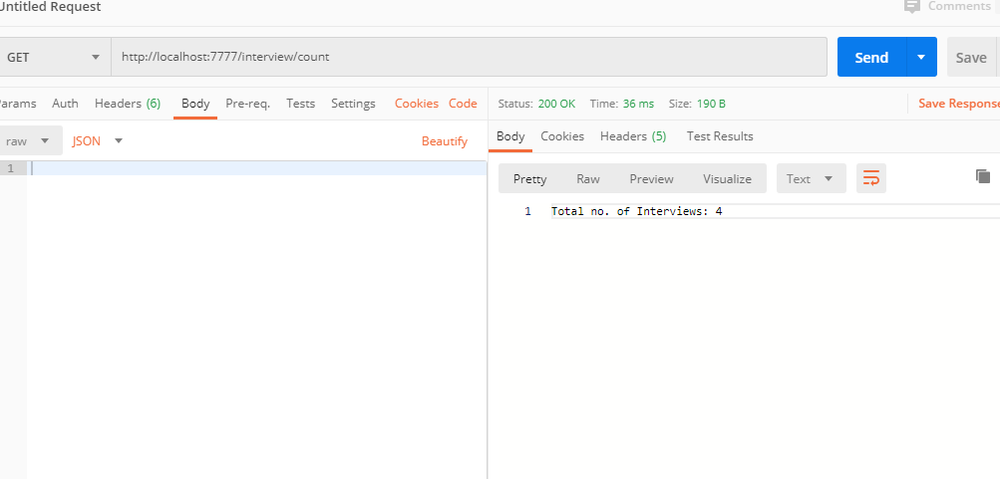 Untitled Request
Comments
GET
http://localhost:7777/interview/count
Send
Save
Params Auth Headers (6) Body Pre-req. Tests Settings Cookies Code
Status: 200 OK Time: 36 ms Size: 190 B Save Response
raw JSON Beautify
Body Cookies Headers (5) Test Results
1
Pretty Raw Preview Visualize Text
1 Total no. of Interviews: 4